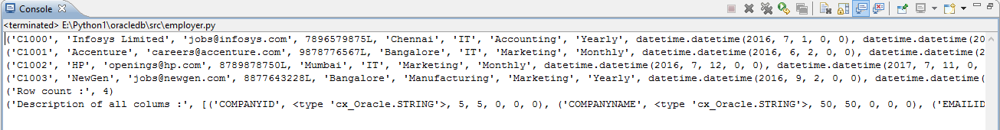 Console
<terminated> E:\Python1\oracledb\src\employer.py
('C1000', 'Infosys Limited', 'jobs@infosys.com', 7896579875L, 'Chennai', 'IT', 'Accounting', 'Yearly', datetime.datetime(2016, 7, 1, 0, 0), datetime.datetime(20
('C1001', 'Accenture', 'careers@accenture.com', 9878776567L, 'Bangalore', 'IT', 'Marketing', 'Monthly', datetime.datetime(2016, 6, 2, 0, 0), datetime.datetime(2
('C1002', 'HP', 'openings@hp.com', 8789878750L, 'Mumbai', 'IT', 'Marketing', 'Monthly', datetime.datetime(2016, 7, 12, 0, 0), datetime.datetime(2017, 7, 11, 0,
('C1003', 'NewGen', 'jobs@newgen.com', 8877643228L, 'Bangalore', 'Manufacturing', 'Marketing', 'Yearly', datetime.datetime(2016, 9, 2, 0, 0), datetime.datetime(
('Row count :', 4)
('Description of all colums :', [('COMPANYID', <type 'cx_Oracle.STRING'>, 5, 5, 0, 0, 0), ('COMPANYNAME', <type 'cx_Oracle.STRING'>, 50, 50, 0, 0, 0), ('EMAILID